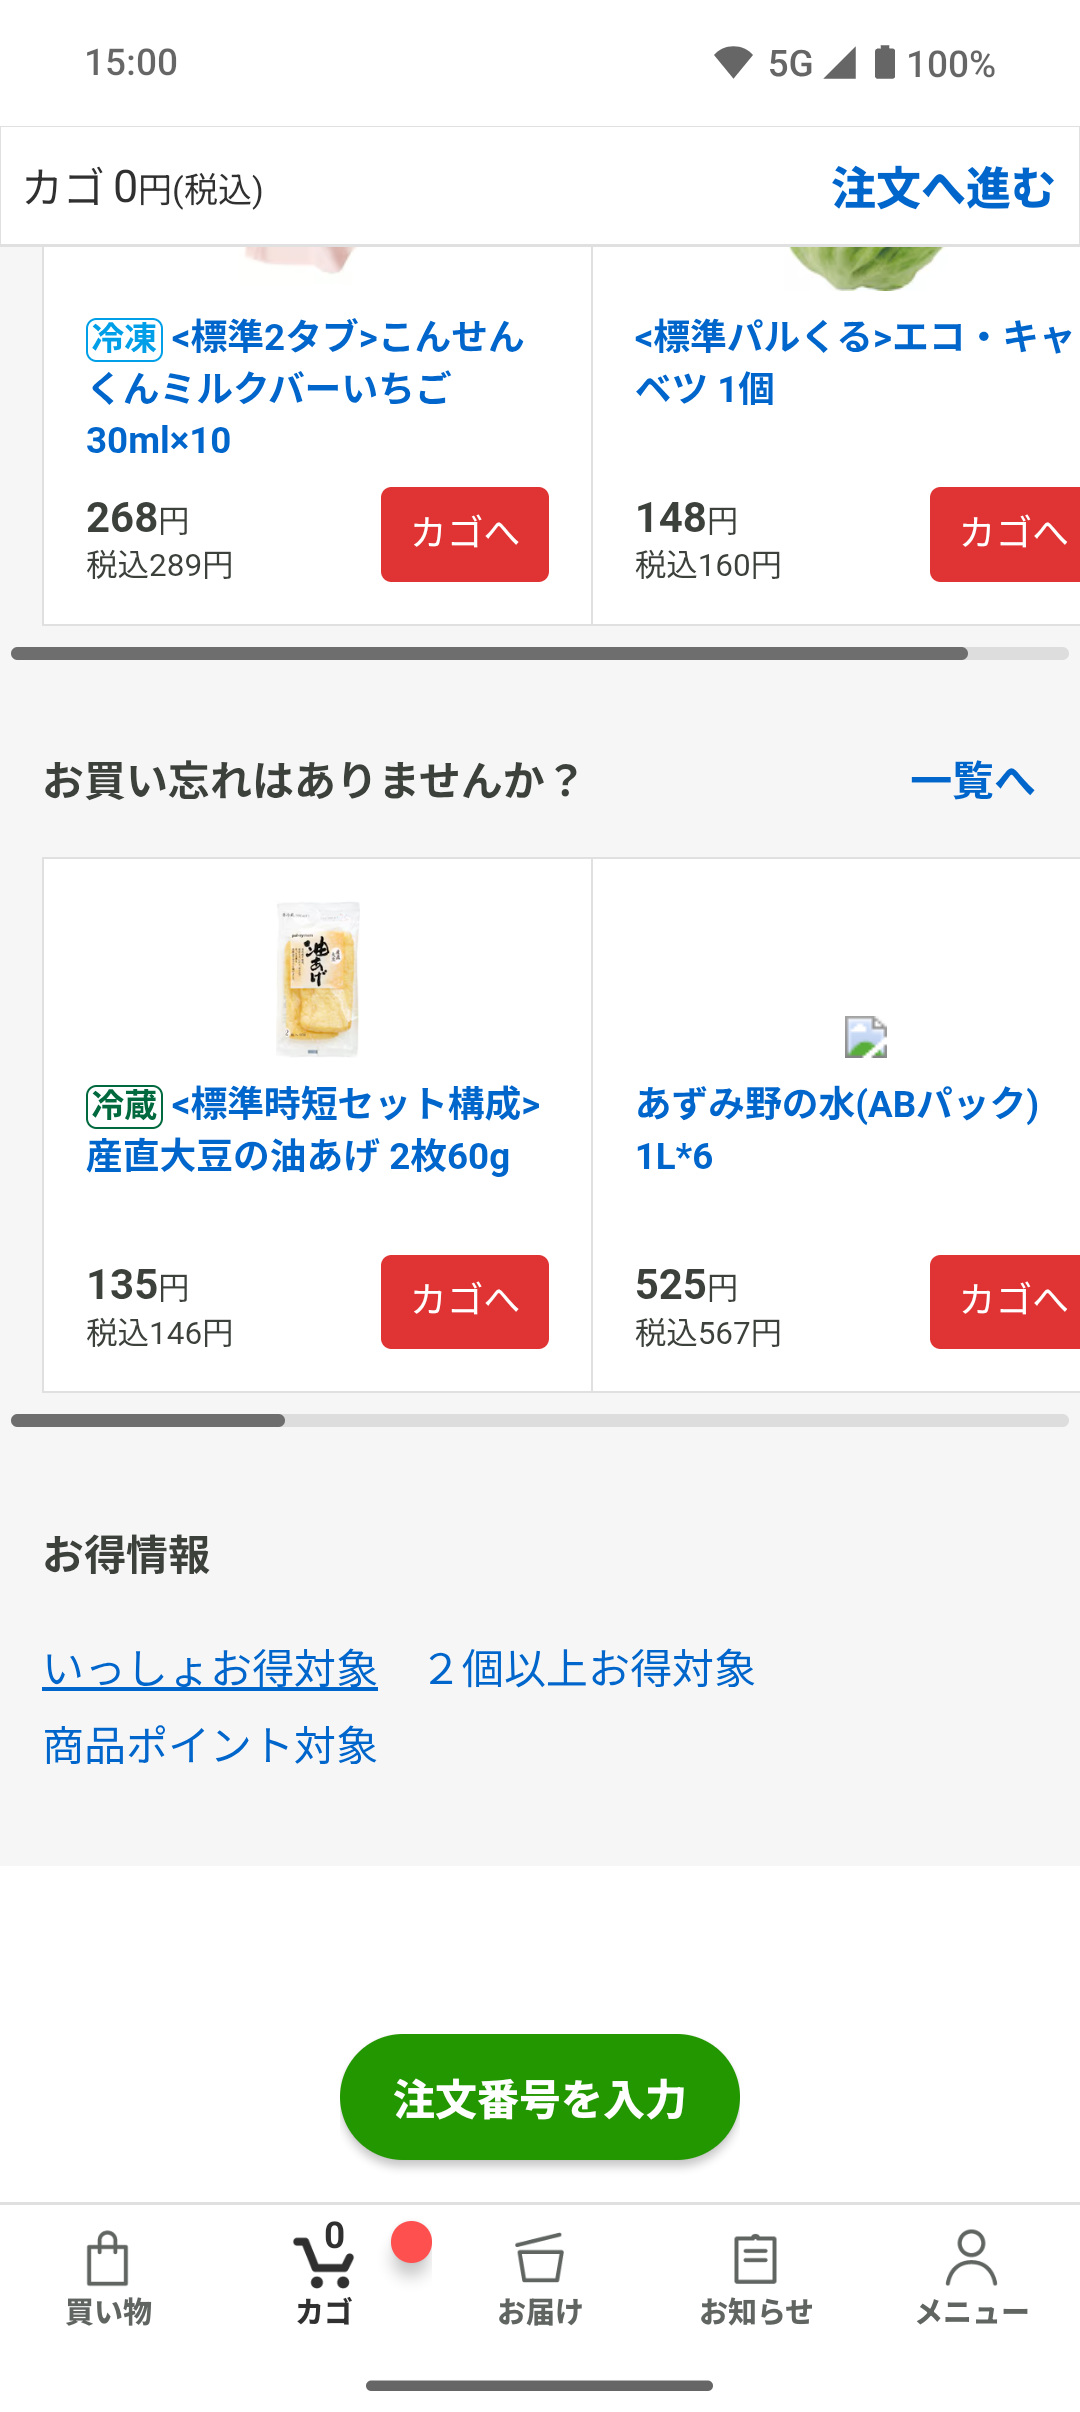 15:00
5G
100%
カゴ 0円(税込)
注文へ進む
冷凍 <標準2タブ>こんせん
くんミルクバーいちご
30ml×10
268円
税込289円
カゴへ
<標準パルくる>エコ・キャ
ベツ 1個
148円
税込160円
カゴへ
お買い忘れはありませんか？
一覧へ
油あげ
冷蔵 <標準時短セット構成>
産直大豆の油あげ 2枚60g
135円
税込146円
カゴへ
あずみ野の水(ABパック)
1L*6
525円
税込567円
カゴへ
お得情報
いっしょお得対象
２個以上お得対象
商品ポイント対象
注文番号を入力
買い物
0
カゴ
お届け
お知らせ
メニュー